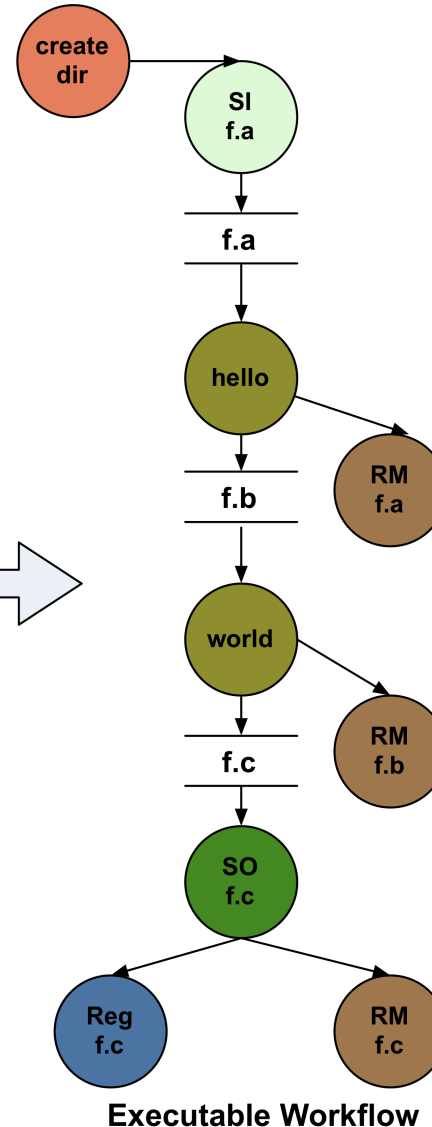 create
dir
SI
f.a
f.a
hello
RM
f.a
f.b
world
RM
f.b
f.c
SO
f.c
Reg
f.c
RM
f.c
Executable Workflow